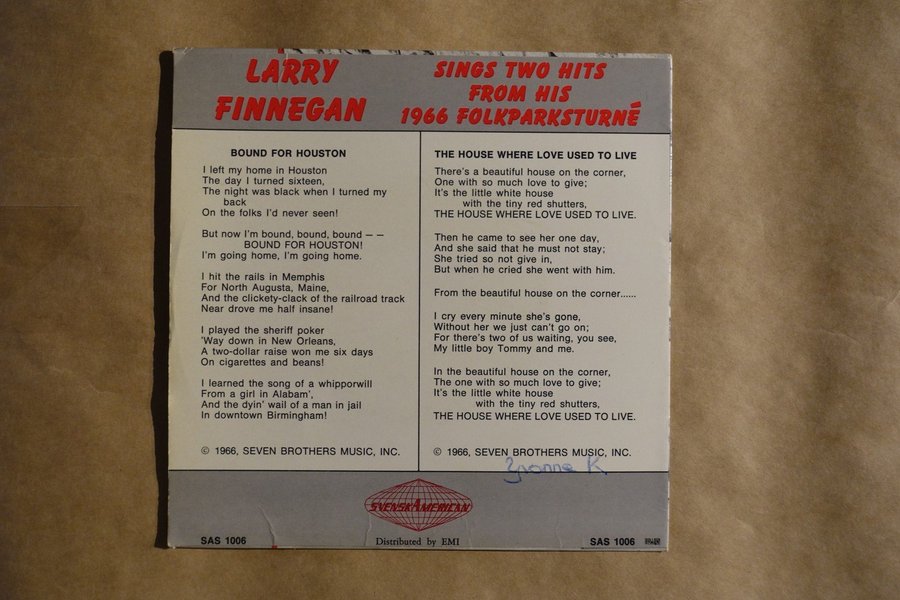 LARRY
FINNEGAN
SINGS TWO HITS
FROM HIS
1966 FOLKPARKSTURNÉ
BOUND FOR HOUSTON
I left my home in Houston
The day I turned sixteen,
The night was black when I turned my
back
On the folks I'd never seen!
But now I'm bound, bound, bound — —
BOUND FOR HOUSTON!
I'm going home, I'm going home.
I hit the rails in Memphis
For North Augusta, Maine,
And the clickety-clack of the railroad track
Near drove me half insane!
I played the sheriff poker
'Way down in New Orleans,
A two-dollar raise won me six days
On cigarettes and beans!
I learned the song of a whipporwill
From a girl in Alabam',
And the dyin' wail of a man in jail
In downtown Birmingham!
© 1966, SEVEN BROTHERS MUSIC, INC.
THE HOUSE WHERE LOVE USED TO LIVE
There's a beautiful house on the corner,
One with so much love to give;
It's the little white house
with the tiny red shutters,
THE HOUSE WHERE LOVE USED TO LIVE.
Then he came to see her one day,
And she said that he must not stay;
She tried so not give in,
But when he cried she went with him.
From the beautiful house on the corner......
I cry every minute she's gone,
Without her we just can't go on;
For there's two of us waiting, you see,
My little boy Tommy and me.
In the beautiful house on the corner,
The one with so much love to give;
It's the little white house
with the tiny red shutters,
THE HOUSE WHERE LOVE USED TO LIVE.
© 1966, SEVEN BROTHERS MUSIC, INC.
Yvonne K
SVENSKAMERICAN
SAS 1006
Distributed by EMI
SAS 1006